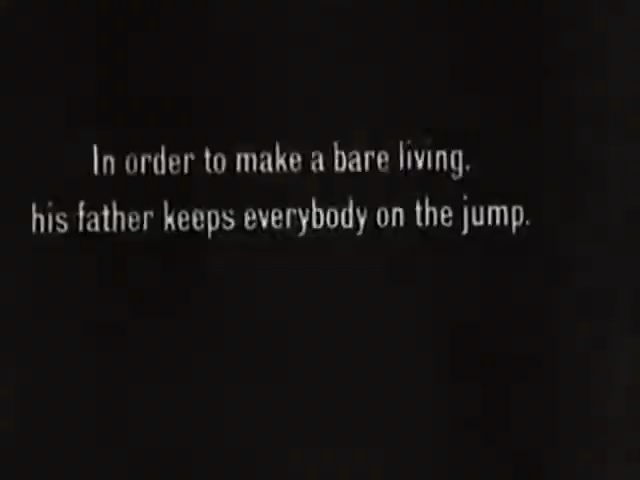 In order to make a bare living,
his father keeps everybody on the jump.